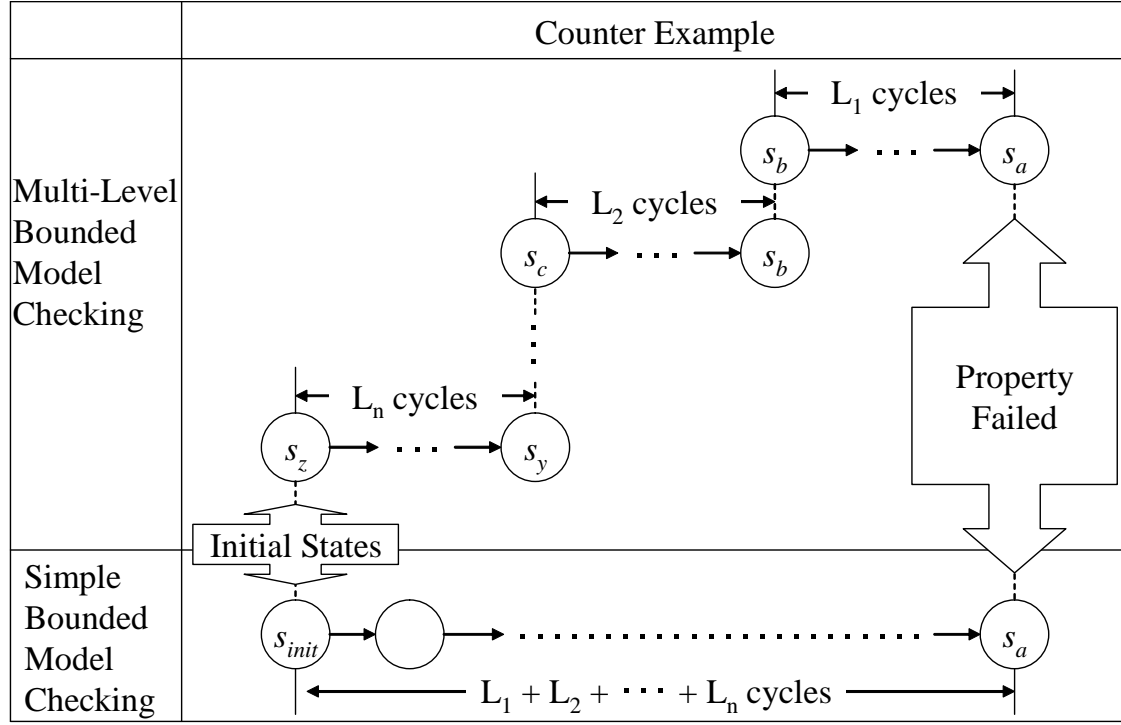 Counter Example
Multi-Level
Bounded
Model
Checking
L1 cycles
sb
sa
L2 cycles
sc
sb
Ln cycles
sz
sy
Property
Failed
Initial States
Simple
Bounded
Model
Checking
sinit
sa
L1 + L2 + ··· + Ln cycles